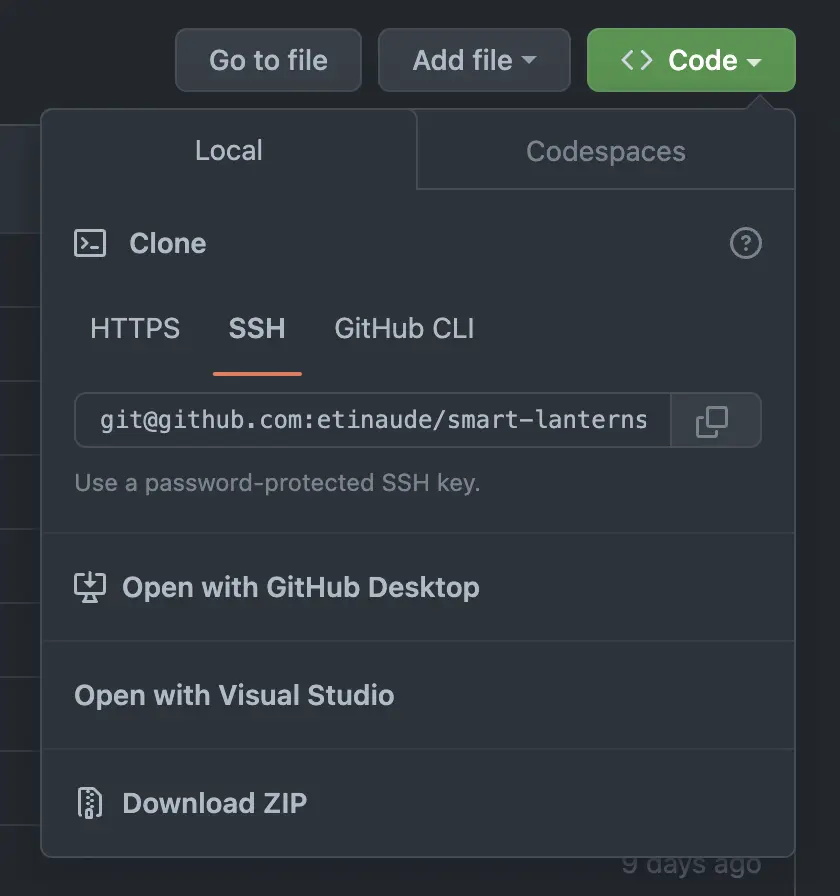 Go to file Add file Code
Local Codespaces
Clone
HTTPS SSH GitHub CLI
git@github.com:etinaude/smart-lanterns
Use a password-protected SSH key.
Open with GitHub Desktop
Open with Visual Studio
Download ZIP
9 days ago